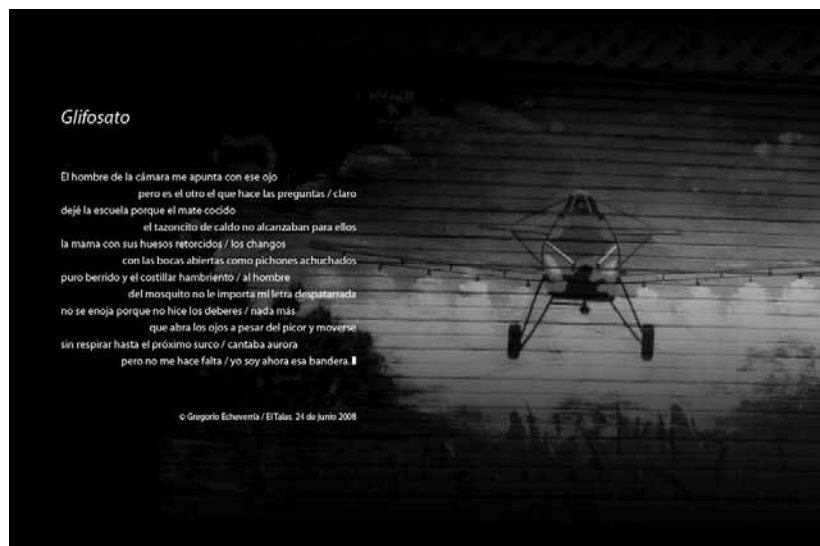 Glifosato
El hombre de la cámara me apunta con ese ojo
pero es el otro el que hace las preguntas / claro
dejé la escuela porque el mate cocido
el tazoncito de caldo no alcanzaban para ellos
la mama con sus huesos retorcidos / los changos
con las bocas abiertas como pichones achuchados
puro berrido y el costillar hambriento / al hombre
del mosquito no le importa mi letra despatarrada
no se enoja porque no hice los deberes / nada más
que abra los ojos a pesar del picor y moverse
sin respirar hasta el próximo surco / cantaba aurora
pero no me hace falta / yo soy ahora esa bandera.
© Gregorio Echeverría / El Talar. 24 de junio 2008